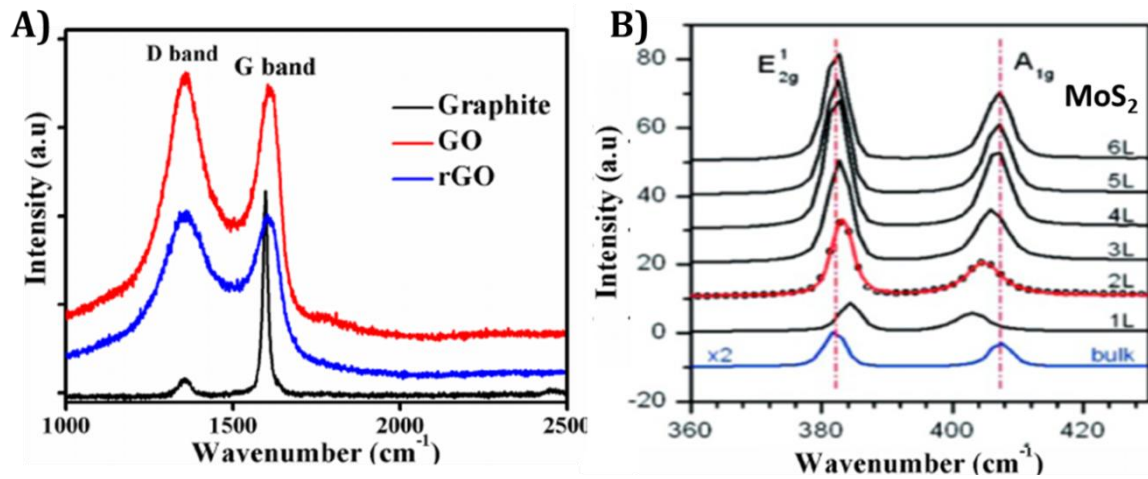 A)
D band
G band
Graphite
GO
rGO
Intensity (a.u)
1000
1500
2000
2500
Wavenumber (cm⁻¹)
B)
E¹₂g
A₁g
MoS₂
80
60
40
20
0
-20
6L
5L
4L
3L
2L
1L
x2
bulk
Intensity (a.u)
360
380
400
420
Wavenumber (cm⁻¹)